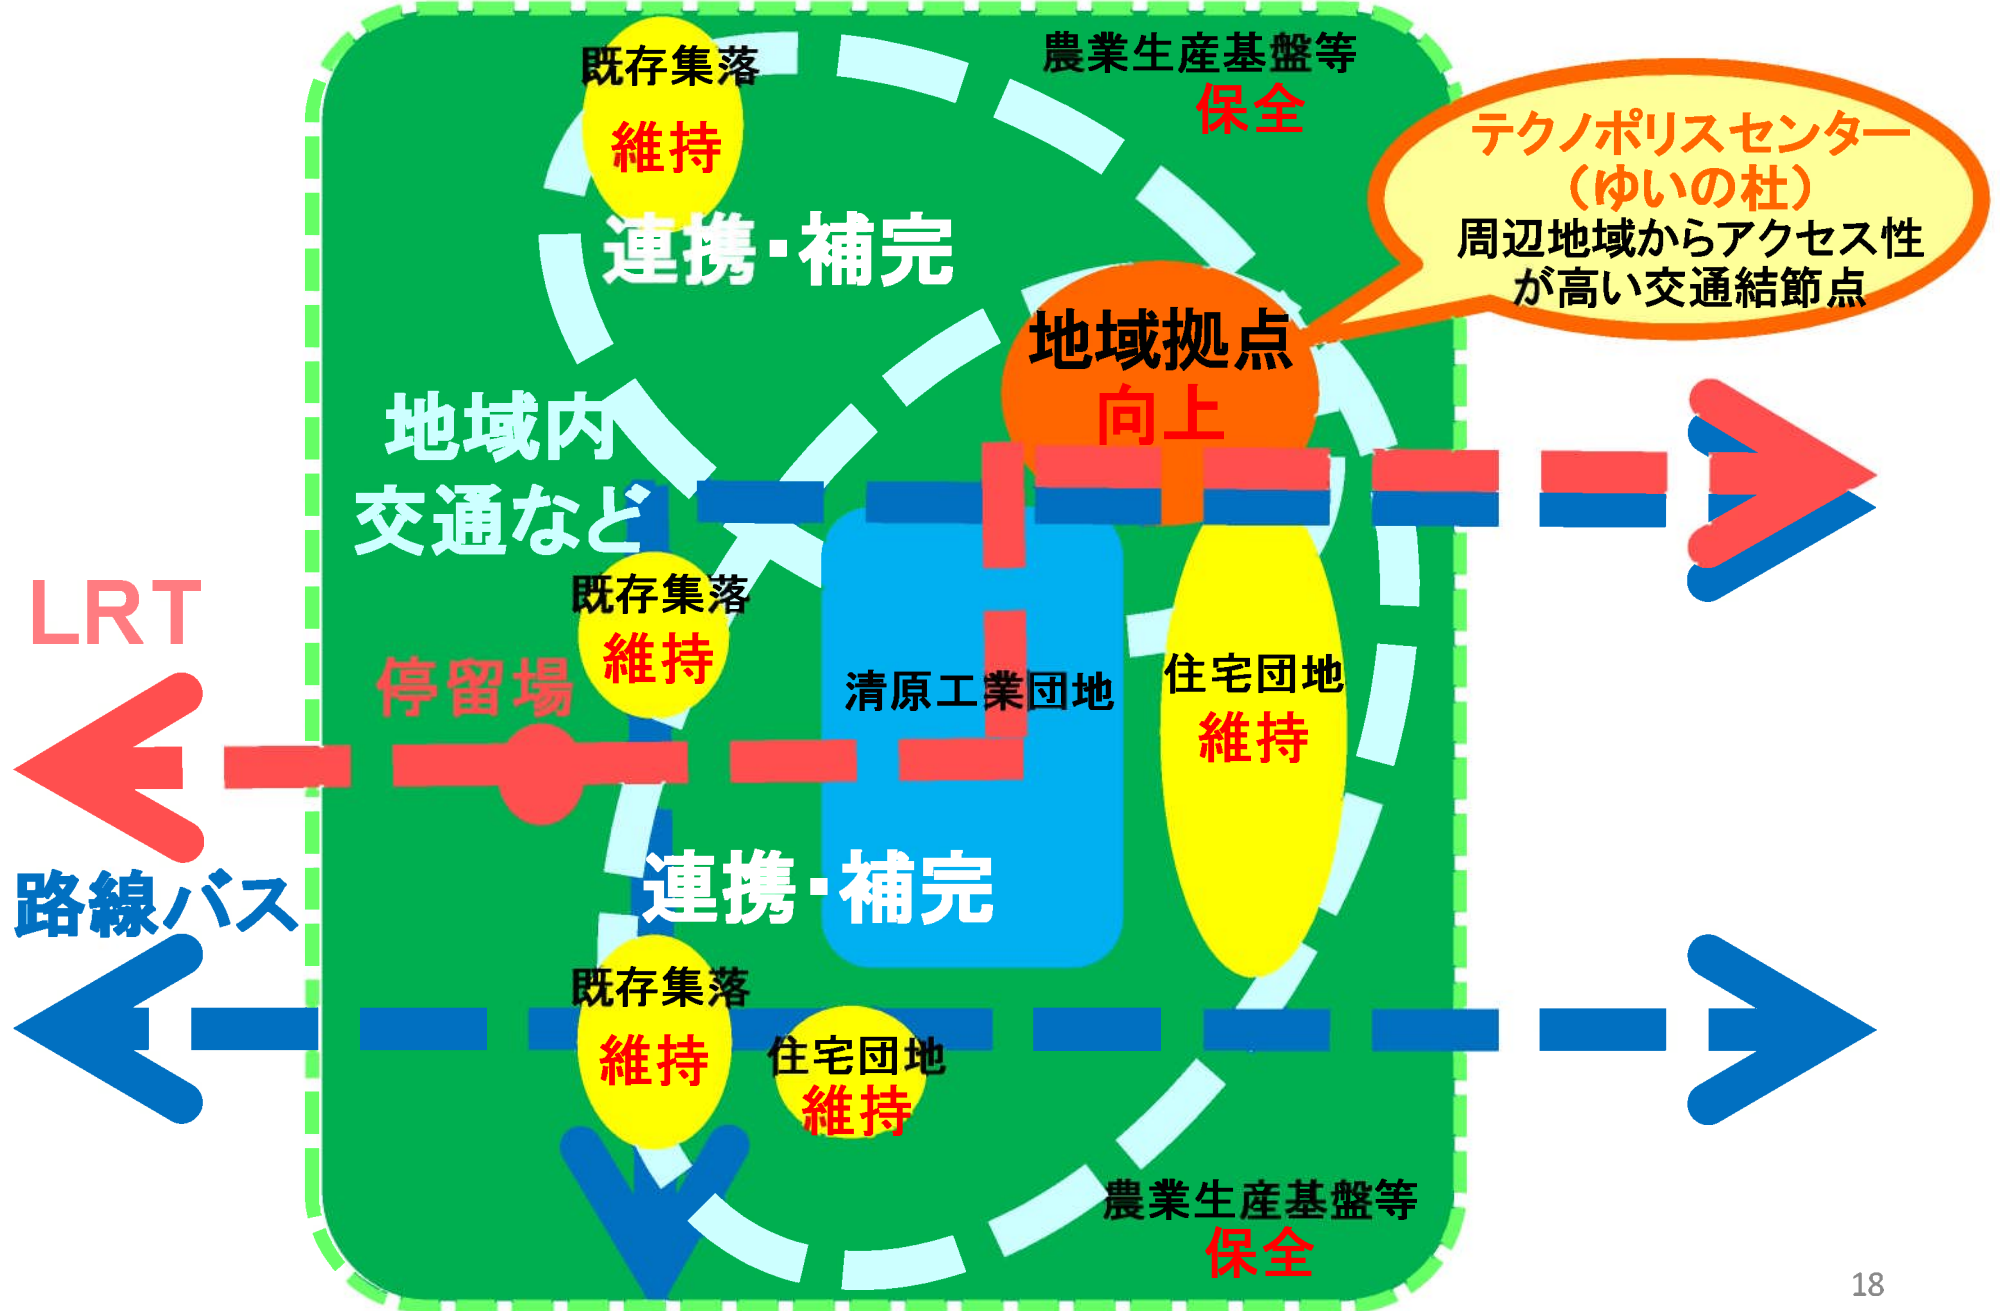 既存集落
維持
農業生産基盤等
保全
テクノポリスセンター
（ゆいの杜）
周辺地域からアクセス性
が高い交通結節点
連携・補完
地域拠点
向上
地域内
交通など
LRT
既存集落
維持
停留場
清原工業団地
住宅団地
維持
路線バス
連携・補完
既存集落
維持
住宅団地
維持
農業生産基盤等
保全
18